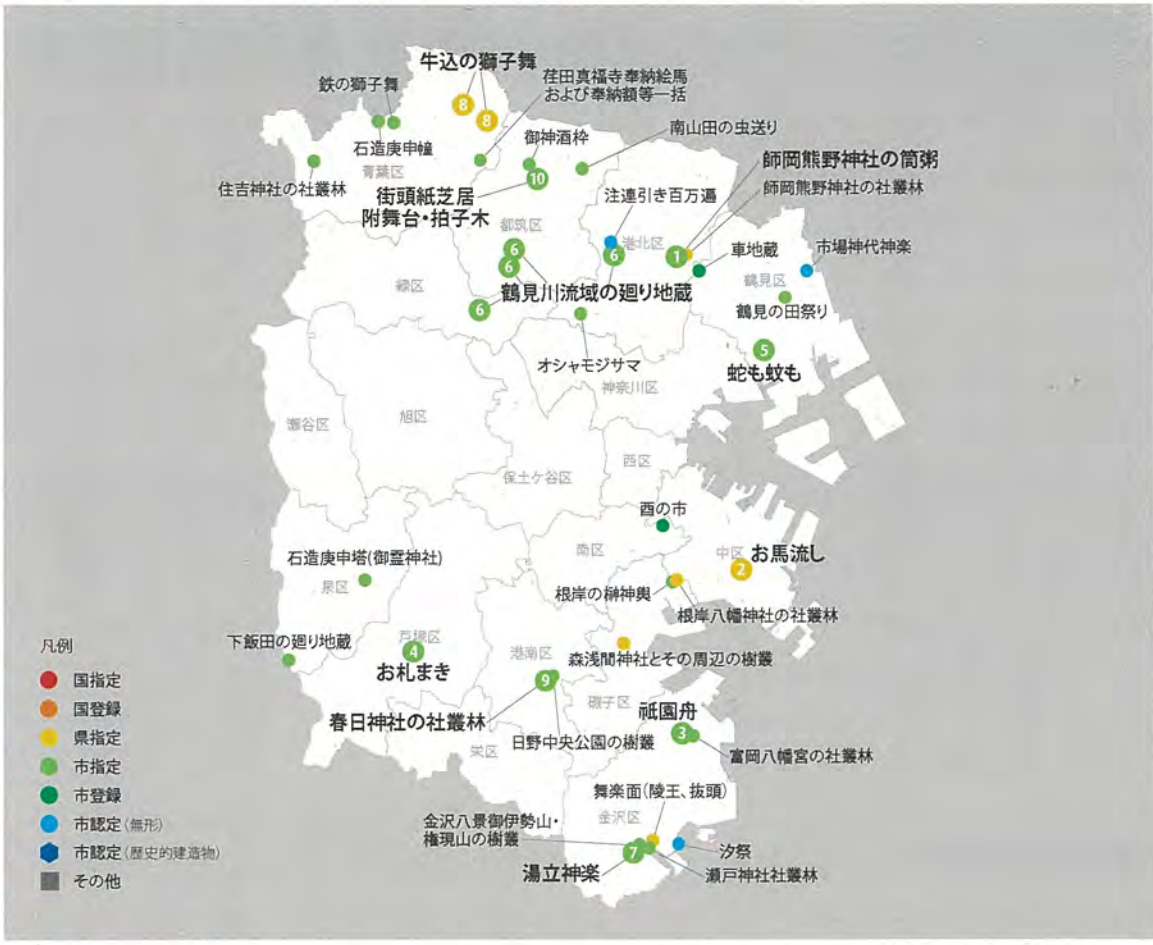 牛込の獅子舞
鉄の獅子舞
荏田真福寺奉納絵馬
および奉納額等一括
8
8
御神酒枠
南山田の虫送り
石造庚申幢
青葉区
師岡熊野神社の筒粥
住吉神社の社叢林
10
師岡熊野神社の社叢林
街頭紙芝居
附舞台・拍子木
注連引き百万遍
都筑区
港北区
6
6
1
車地蔵
市場神代神楽
6
鶴見区
緑区
鶴見川流域の廻り地蔵
鶴見の田祭り
6
5
オシャモジサマ
蛇も蚊も
神奈川区
瀬谷区
旭区
西区
保土ケ谷区
酉の市
南区
中区
お馬流し
石造庚申塔(御霊神社)
2
泉区
根岸の榊神輿
根岸八幡神社の社叢林
凡例
下飯田の廻り地蔵
戸塚区
4
港南区
森浅間神社とその周辺の樹叢
お札まき
国指定
9
磯子区
国登録
春日神社の社叢林
祇園舟
県指定
日野中央公園の樹叢
3
栄区
富岡八幡宮の社叢林
市指定
舞楽面(陵王、抜頭)
市登録
金沢八景御伊勢山・
権現山の樹叢
金沢区
市認定(無形)
7
汐祭
市認定(歴史的建造物)
湯立神楽
瀬戸神社社叢林
その他